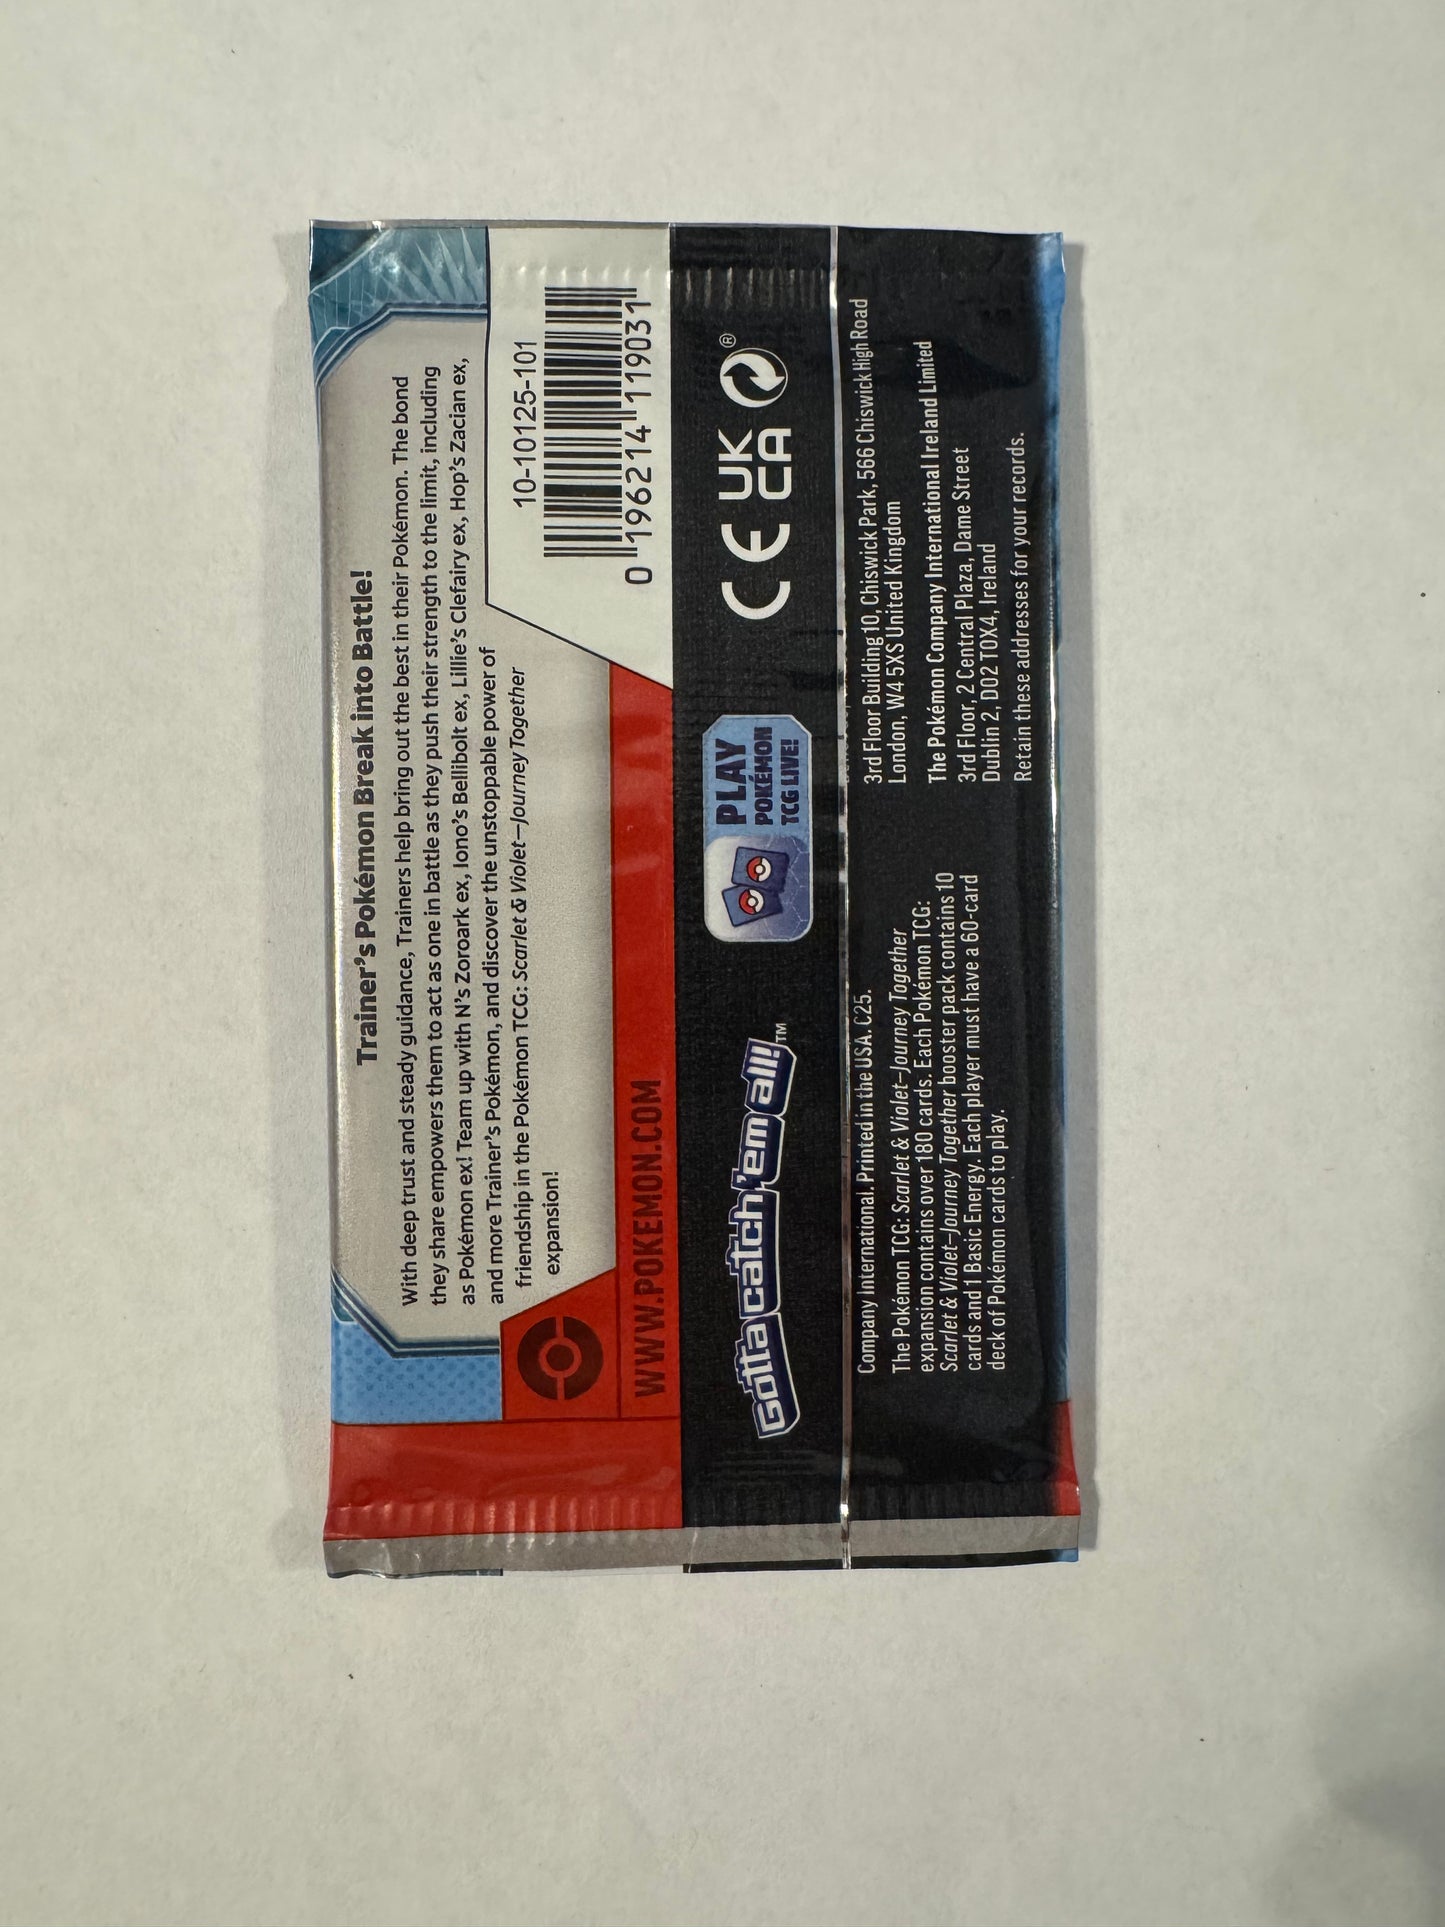 Trainer's Pokémon Break into Battle!
With deep trust and steady guidance, Trainers help bring out the best in their Pokémon. The bond
they share empowers them to act as one in battle as they push their strength to the limit, including
as Pokémon ex! Team up with N's Zoroark ex, Iono's Bellibolt ex, Lillie's Clefairy ex, Hop's Zacian ex,
and more Trainer's Pokémon, and discover the unstoppable power of
friendship in the Pokémon TCG: Scarlet & Violet—Journey Together
expansion!
10-10125-101
0 196214 119031
WWW.POKEMON.COM
Gotta catch 'em all!™
PLAY
POKÉMON
TCG LIVE!
CE
UK
CA
®
Company International. Printed in the USA. C25.
The Pokémon TCG: Scarlet & Violet—Journey Together
expansion contains over 180 cards. Each Pokémon TCG:
Scarlet & Violet—Journey Together booster pack contains 10
cards and 1 Basic Energy. Each player must have a 60-card
deck of Pokémon cards to play.
3rd Floor Building 10, Chiswick Park, 566 Chiswick High Road
London, W4 5XS United Kingdom
The Pokémon Company International Ireland Limited
3rd Floor, 2 Central Plaza, Dame Street
Dublin 2, D02 T0X4, Ireland
Retain these addresses for your records.